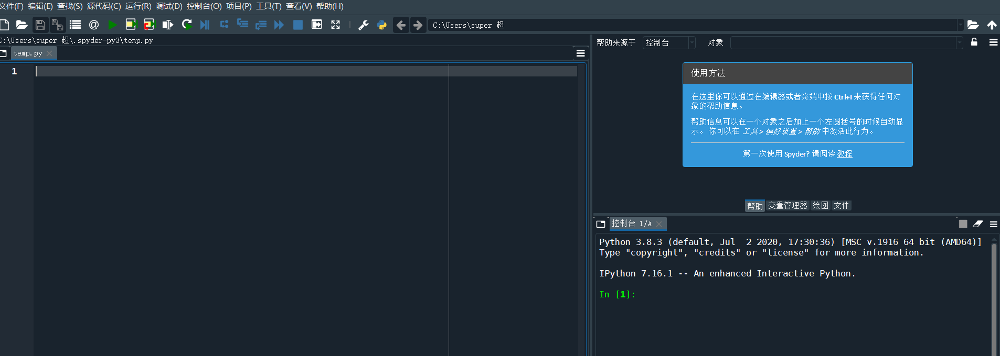 文件(F) 编辑(E) 查找(S) 源代码(C) 运行(R) 调试(D) 控制台(O) 项目(P) 工具(T) 查看(V) 帮助(H)
C:\Users\super 超
C:\Users\super 超\.spyder-py3\temp.py
temp.py
1
帮助来源于 控制台 对象
使用方法
在这里你可以通过在编辑器或者终端中按 Ctrl+I 来获得任何对
象的帮助信息。
帮助信息可以在一个对象之后加上一个左圆括号的时候自动显
示。 你可以在 工具 > 偏好设置 > 帮助 中激活此行为。
第一次使用 Spyder? 请阅读 教程
帮助 变量管理器 绘图 文件
控制台 1/A
Python 3.8.3 (default, Jul  2 2020, 17:30:36) [MSC v.1916 64 bit (AMD64)]
Type "copyright", "credits" or "license" for more information.
IPython 7.16.1 -- An enhanced Interactive Python.
In [1]: